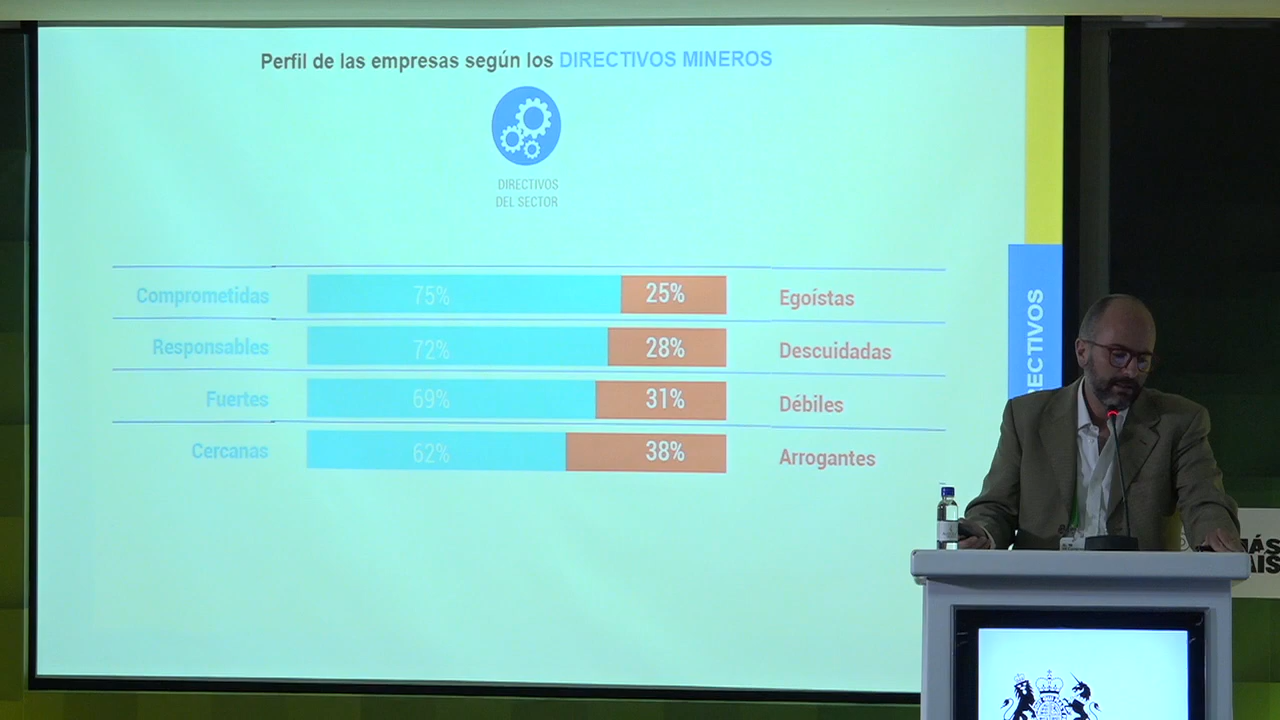 Perfil de las empresas según los DIRECTIVOS MINEROS
DIRECTIVOS
DEL SECTOR
Comprometidas 75% 25% Egoístas
Responsables 72% 28% Descuidadas
Fuertes 69% 31% Débiles
Cercanas 62% 38% Arrogantes
ECTIVOS